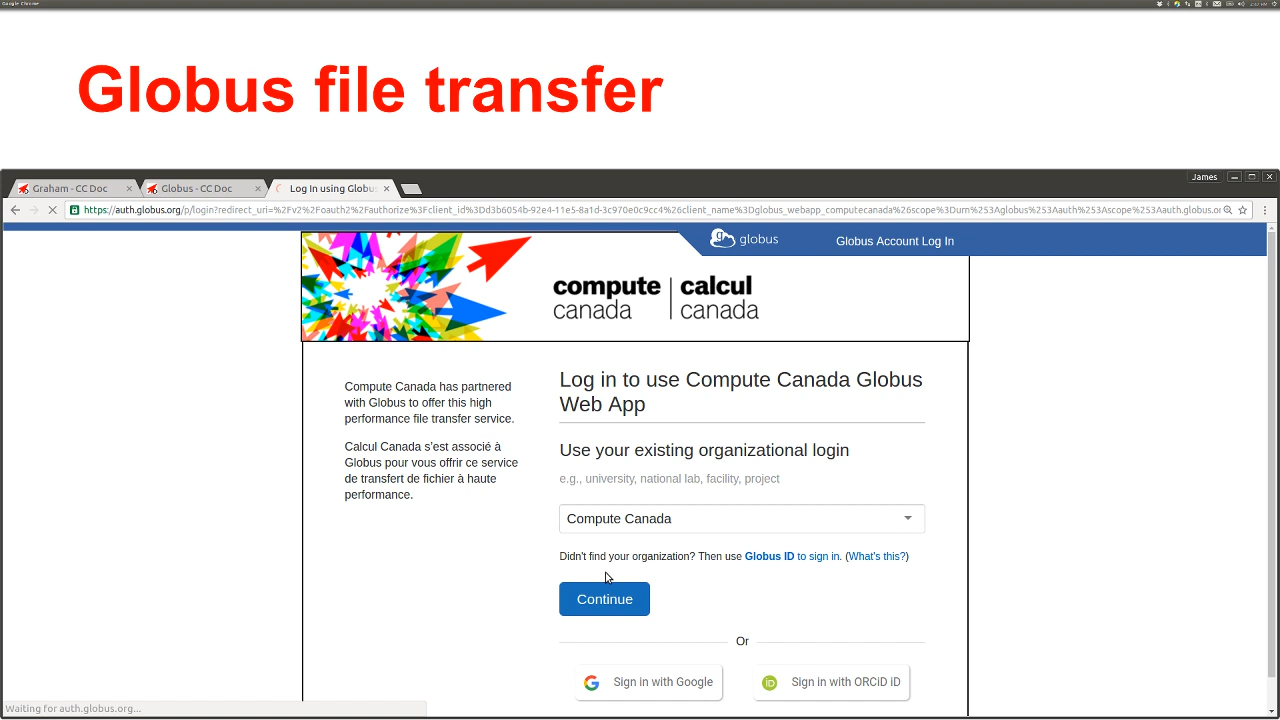 Google Chrome
Globus file transfer
James
Graham - CC Doc
Globus - CC Doc
Log In using Globu
https://auth.globus.org/p/login?redirect_uri=%2Fv2%2Foauth2%2Fauthorize%3Fclient_id%3Dd3b6054b-92e4-11e5-8a1d-3c970e0c9cc4%26client_name%3Dglobus_webapp_computecanada%26scope%3Durn%253Aglobus%253Aauth%253Ascope%253Aauth.globus.o
globus
Globus Account Log In
compute calcul
canada canada
Compute Canada has partnered
with Globus to offer this high
performance file transfer service.
Calcul Canada s'est associé à
Globus pour vous offrir ce service
de transfert de fichier à haute
performance.
Log in to use Compute Canada Globus
Web App
Use your existing organizational login
e.g., university, national lab, facility, project
Compute Canada
Didn't find your organization? Then use Globus ID to sign in. (What's this?)
Continue
Or
Sign in with Google
iD
Sign in with ORCiD iD
Waiting for auth.globus.org...